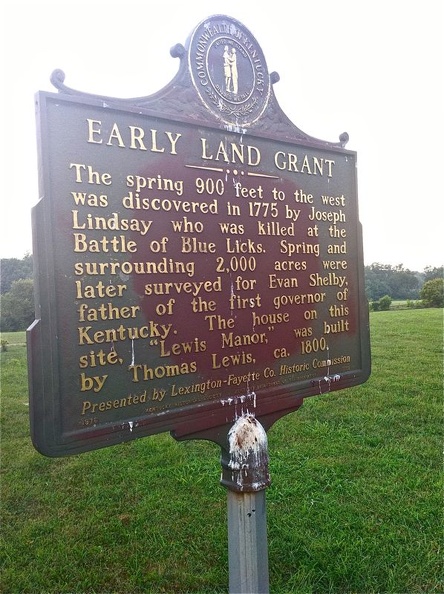 COMMONWEALTH OF KENTUCKY
EARLY LAND GRANT
The spring 900 feet to the west
was discovered in 1775 by Joseph
Lindsay who was killed at the
Battle of Blue Licks. Spring and
surrounding 2,000 acres were
later surveyed for Evan Shelby,
father of the first governor of
Kentucky. The house on this
site, "Lewis Manor," was built
by Thomas Lewis, ca. 1800.
Presented by Lexington-Fayette Co. Historic Commission